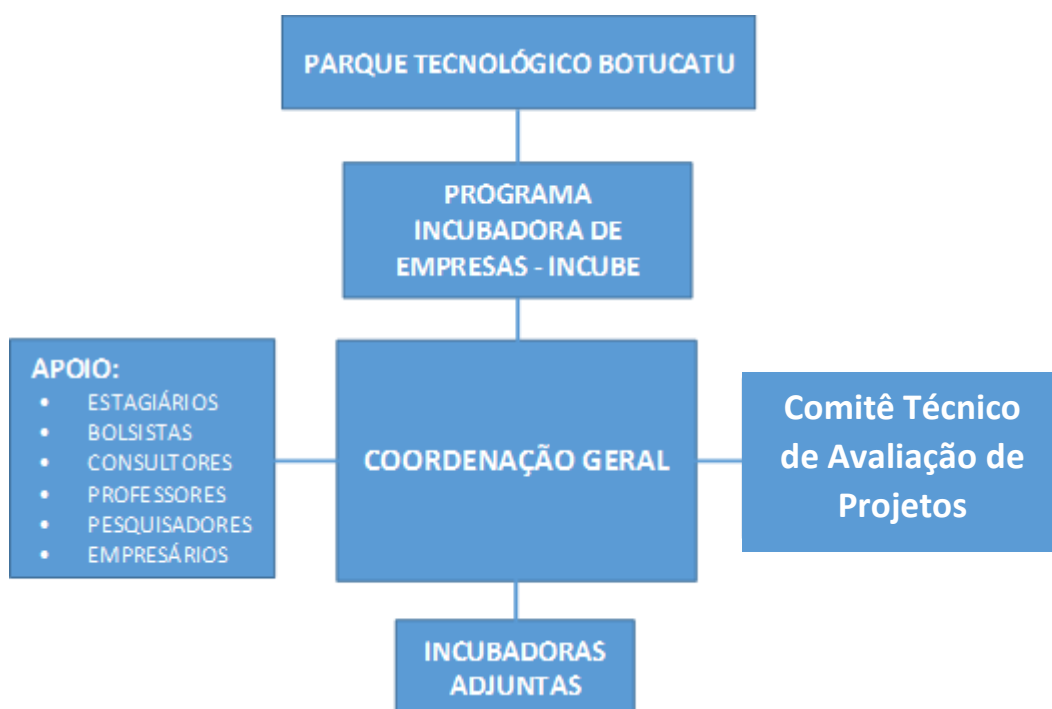 PARQUE TECNOLÓGICO BOTUCATU
PROGRAMA
INCUBADORA DE
EMPRESAS - INCUBE
APOIO:
• ESTAGIÁRIOS
• BOLSISTAS
• CONSULTORES
• PROFESSORES
• PESQUISADORES
• EMPRESÁRIOS
COORDENAÇÃO GERAL
Comitê Técnico
de Avaliação de
Projetos
INCUBADORAS
ADJUNTAS